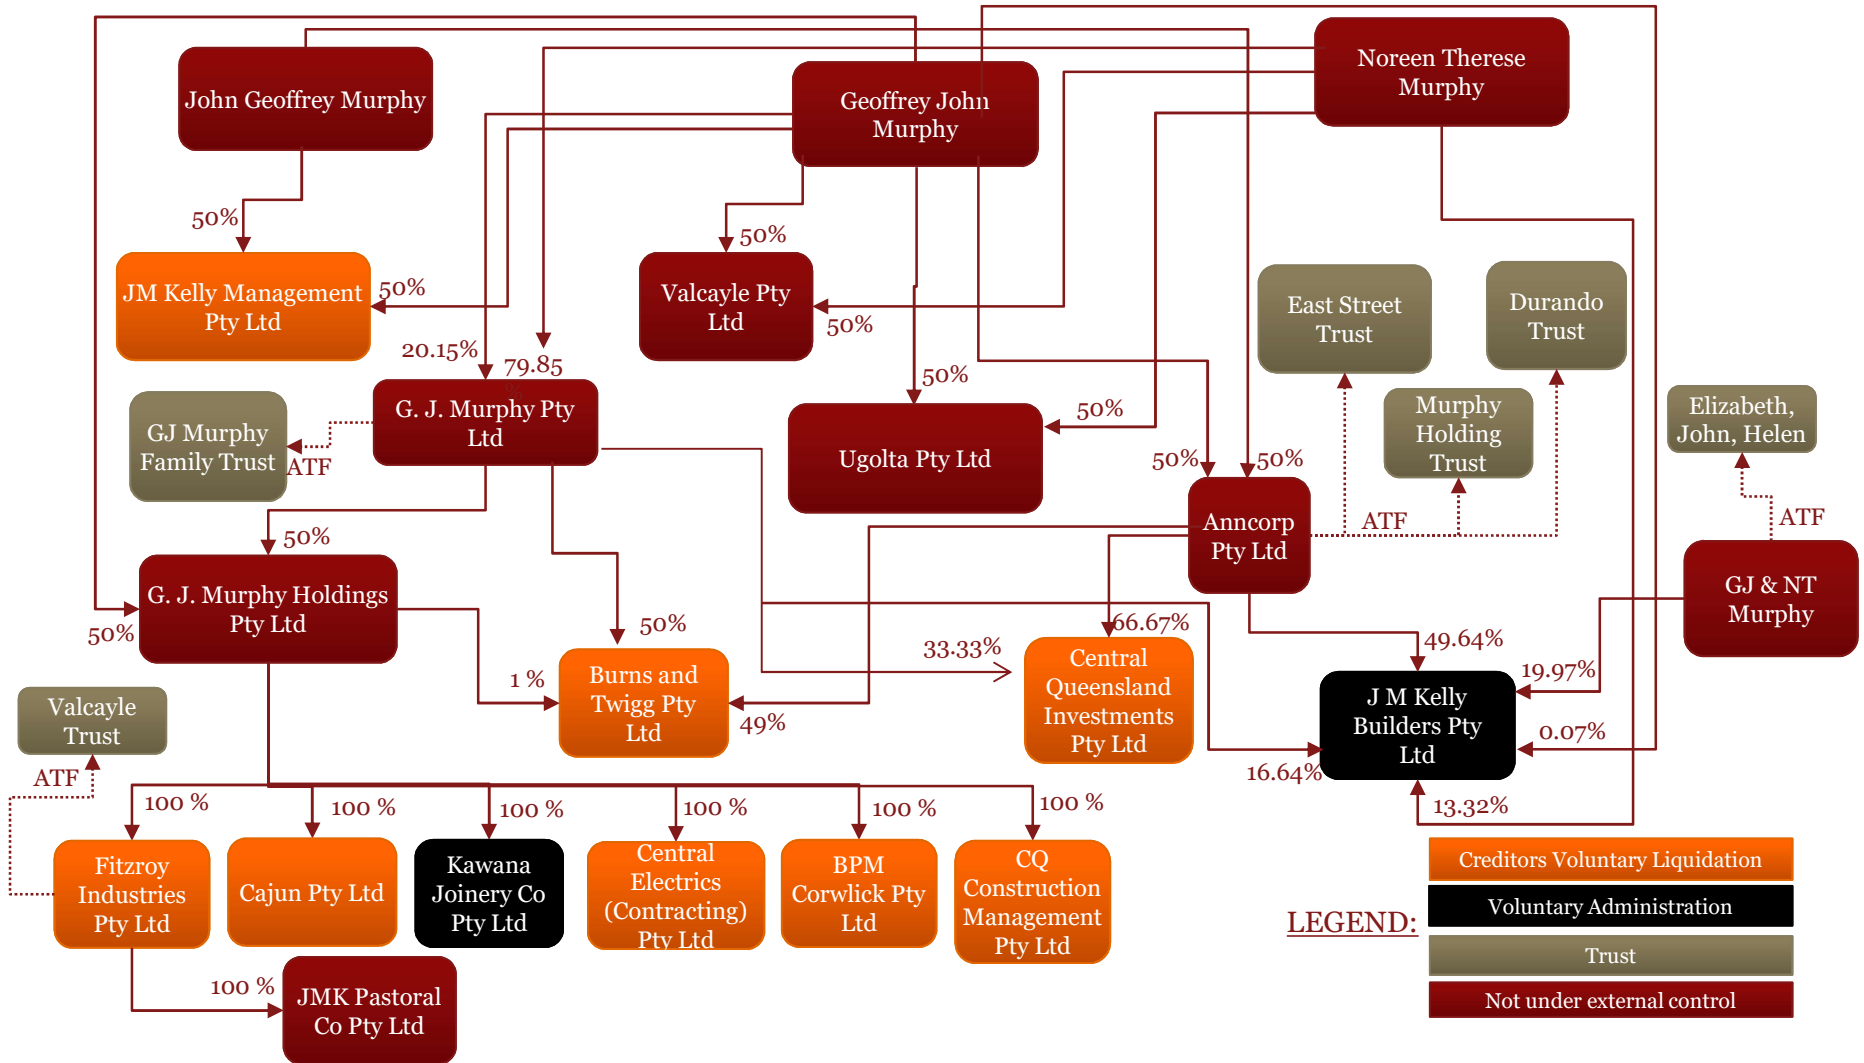 John Geoffrey Murphy
Geoffrey John
Murphy
Noreen Therese
Murphy
50%
JM Kelly Management
Pty Ltd
50%
50%
Valcayle Pty
Ltd
50%
East Street
Trust
Durando
Trust
20.15%
79.85
%
G. J. Murphy Pty
Ltd
GJ Murphy
Family Trust
ATF
50%
50%
Ugolta Pty Ltd
Murphy
Holding
Trust
Elizabeth,
John, Helen
50%
50%
Anncorp
Pty Ltd
ATF
ATF
50%
G. J. Murphy Holdings
Pty Ltd
50%
GJ & NT
Murphy
50%
66.67%
33.33%
49.64%
19.97%
1 %
Burns and
Twigg Pty
Ltd
49%
Central
Queensland
Investments
Pty Ltd
J M Kelly
Builders Pty
Ltd
0.07%
16.64%
13.32%
Valcayle
Trust
ATF
100 %
100 %
100 %
100 %
100 %
100 %
Fitzroy
Industries
Pty Ltd
Cajun Pty Ltd
Kawana
Joinery Co
Pty Ltd
Central
Electrics
(Contracting)
Pty Ltd
BPM
Corwlick Pty
Ltd
CQ
Construction
Management
Pty Ltd
100 %
JMK Pastoral
Co Pty Ltd
LEGEND:
Creditors Voluntary Liquidation
Voluntary Administration
Trust
Not under external control